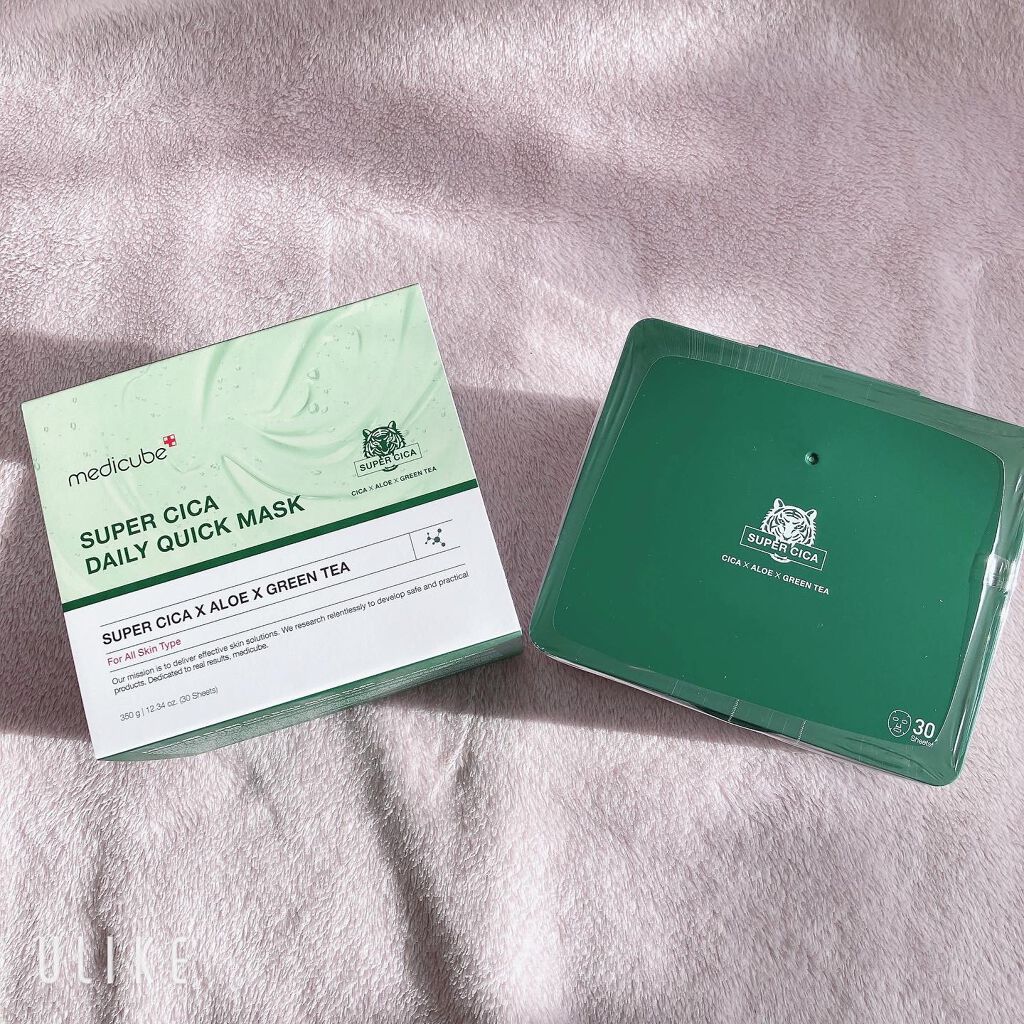 medicube
SUPER CICA
CICA X ALOE X GREEN TEA
SUPER CICA
DAILY QUICK MASK
SUPER CICA X ALOE X GREEN TEA
For All Skin Type
Our mission is to deliver effective skin solutions. We research relentlessly to develop safe and practical
products. Dedicated to real results, medicube.
350 g | 12.34 oz. (30 Sheets)
SUPER CICA
CICA X ALOE X GREEN TEA
30
Sheets
ULIKE